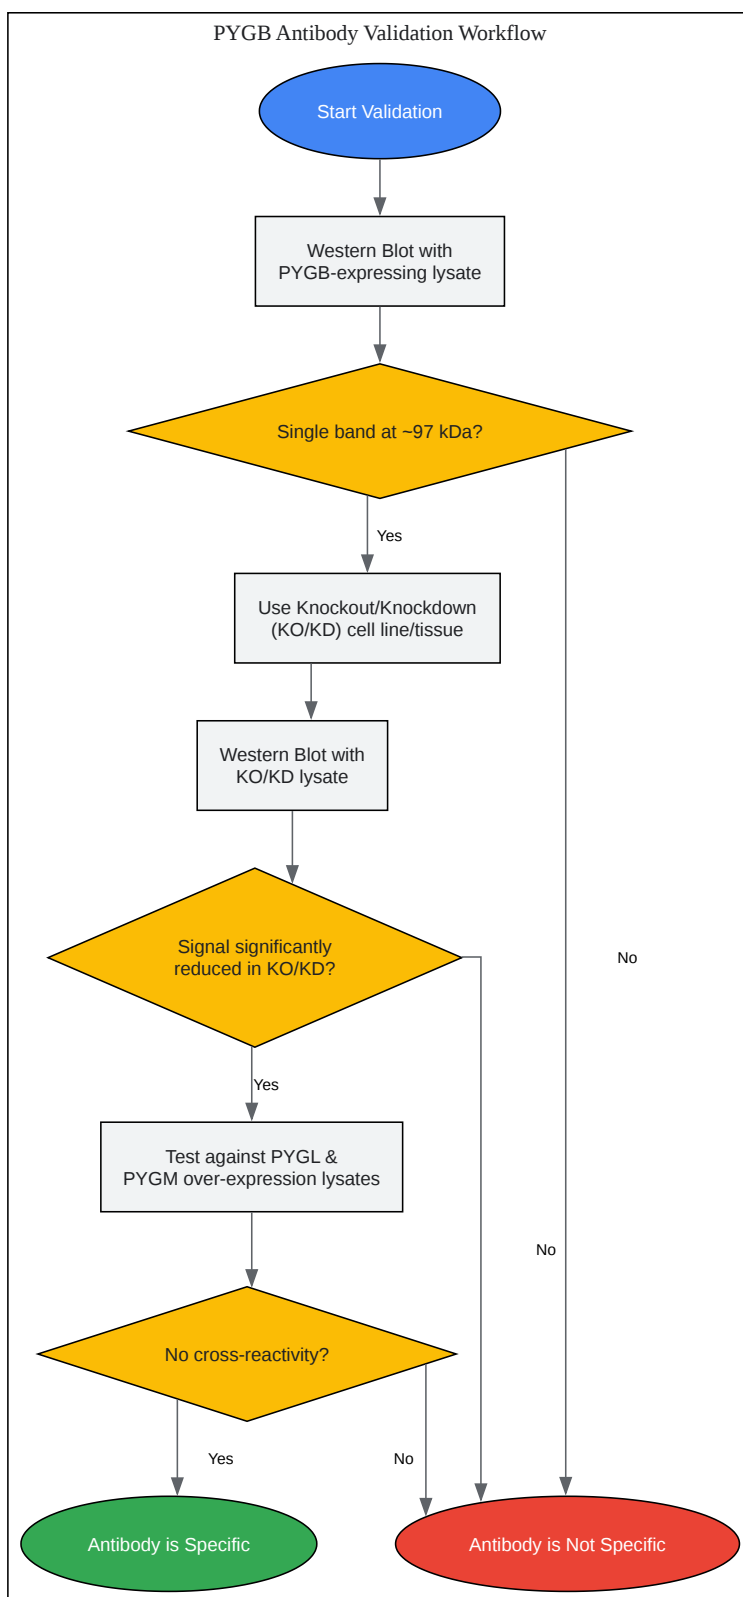 PYGB Antibody Validation Workflow
Start Validation
Western Blot with
PYGB-expressing lysate
Single band at ~97 kDa?
Yes
Use Knockout/Knockdown
(KO/KD) cell line/tissue
Western Blot with
KO/KD lysate
Signal significantly
reduced in KO/KD?
No
Yes
Test against PYGL &
PYGM over-expression lysates
No
No cross-reactivity?
Yes
No
Antibody is Specific
Antibody is Not Specific